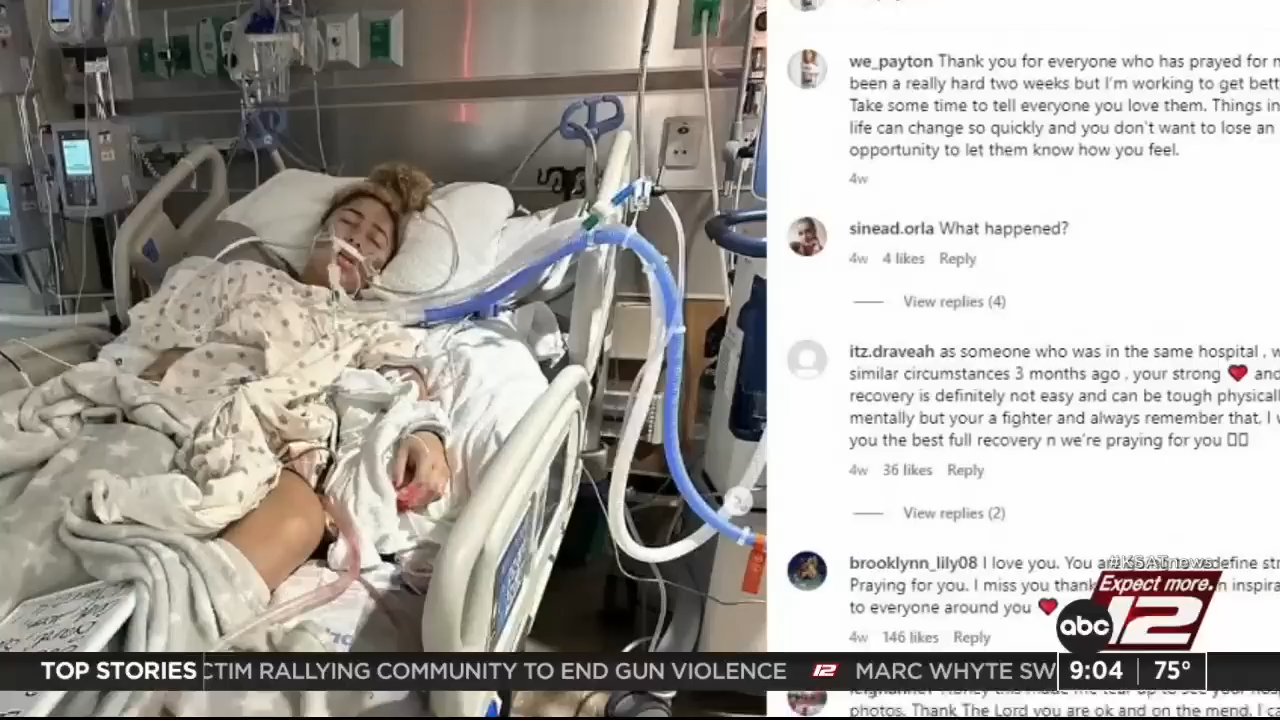 we_payton Thank you for everyone who has prayed for
been a really hard two weeks but I'm working to get bett
Take some time to tell everyone you love them. Things in
life can change so quickly and you don't want to lose an
opportunity to let them know how you feel.
4w
sinead.orla What happened?
4w 4 likes Reply
View replies (4)
itz.draveah as someone who was in the same hospital , w
similar circumstances 3 months ago , your strong ❤ and
recovery is definitely not easy and can be tough physicall
mentally but your a fighter and always remember that, I
you the best full recovery n we're praying for you
4w 36 likes Reply
View replies (2)
brooklynn_lily08 I love you. You define str
Praying for you. I miss you thank inspira
to everyone around you ❤
4w 146 likes Reply
#KSATnews
Expect more.
abc 12
TOP STORIES CTIM RALLYING COMMUNITY TO END GUN VIOLENCE 12 MARC WHYTE SW 9:04 75°
photos. Thank The Lord you are ok and on the mend. I ca